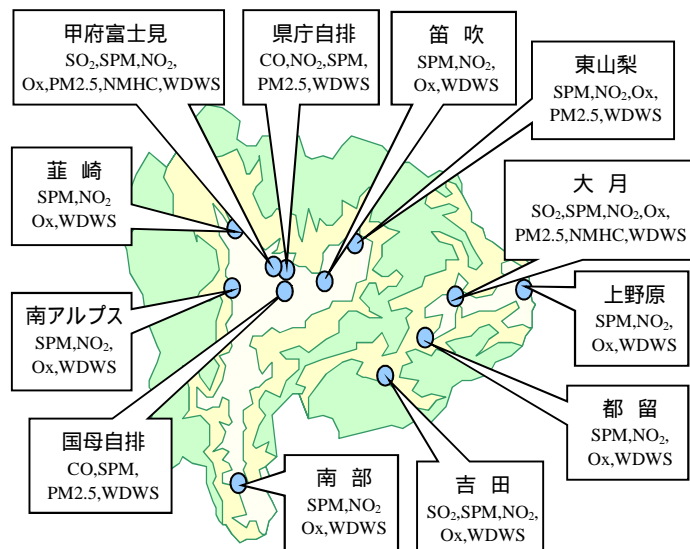 甲府富士見
SO₂,SPM,NO₂,
Ox,PM2.5,NMHC,WDWS
県庁自排
CO,NO₂,SPM,
PM2.5,WDWS
笛 吹
SPM,NO₂,
Ox,WDWS
東山梨
SPM,NO₂,Ox,
PM2.5,WDWS
韮崎
SPM,NO₂
Ox,WDWS
大 月
SO₂,SPM,NO₂,Ox,
PM2.5,NMHC,WDWS
南アルプス
SPM,NO₂,
Ox,WDWS
上野原
SPM,NO₂,
Ox,WDWS
国母自排
CO,SPM,
PM2.5,WDWS
都 留
SPM,NO₂,
Ox,WDWS
南 部
SPM,NO₂
Ox,WDWS
吉 田
SO₂,SPM,NO₂,
Ox,WDWS